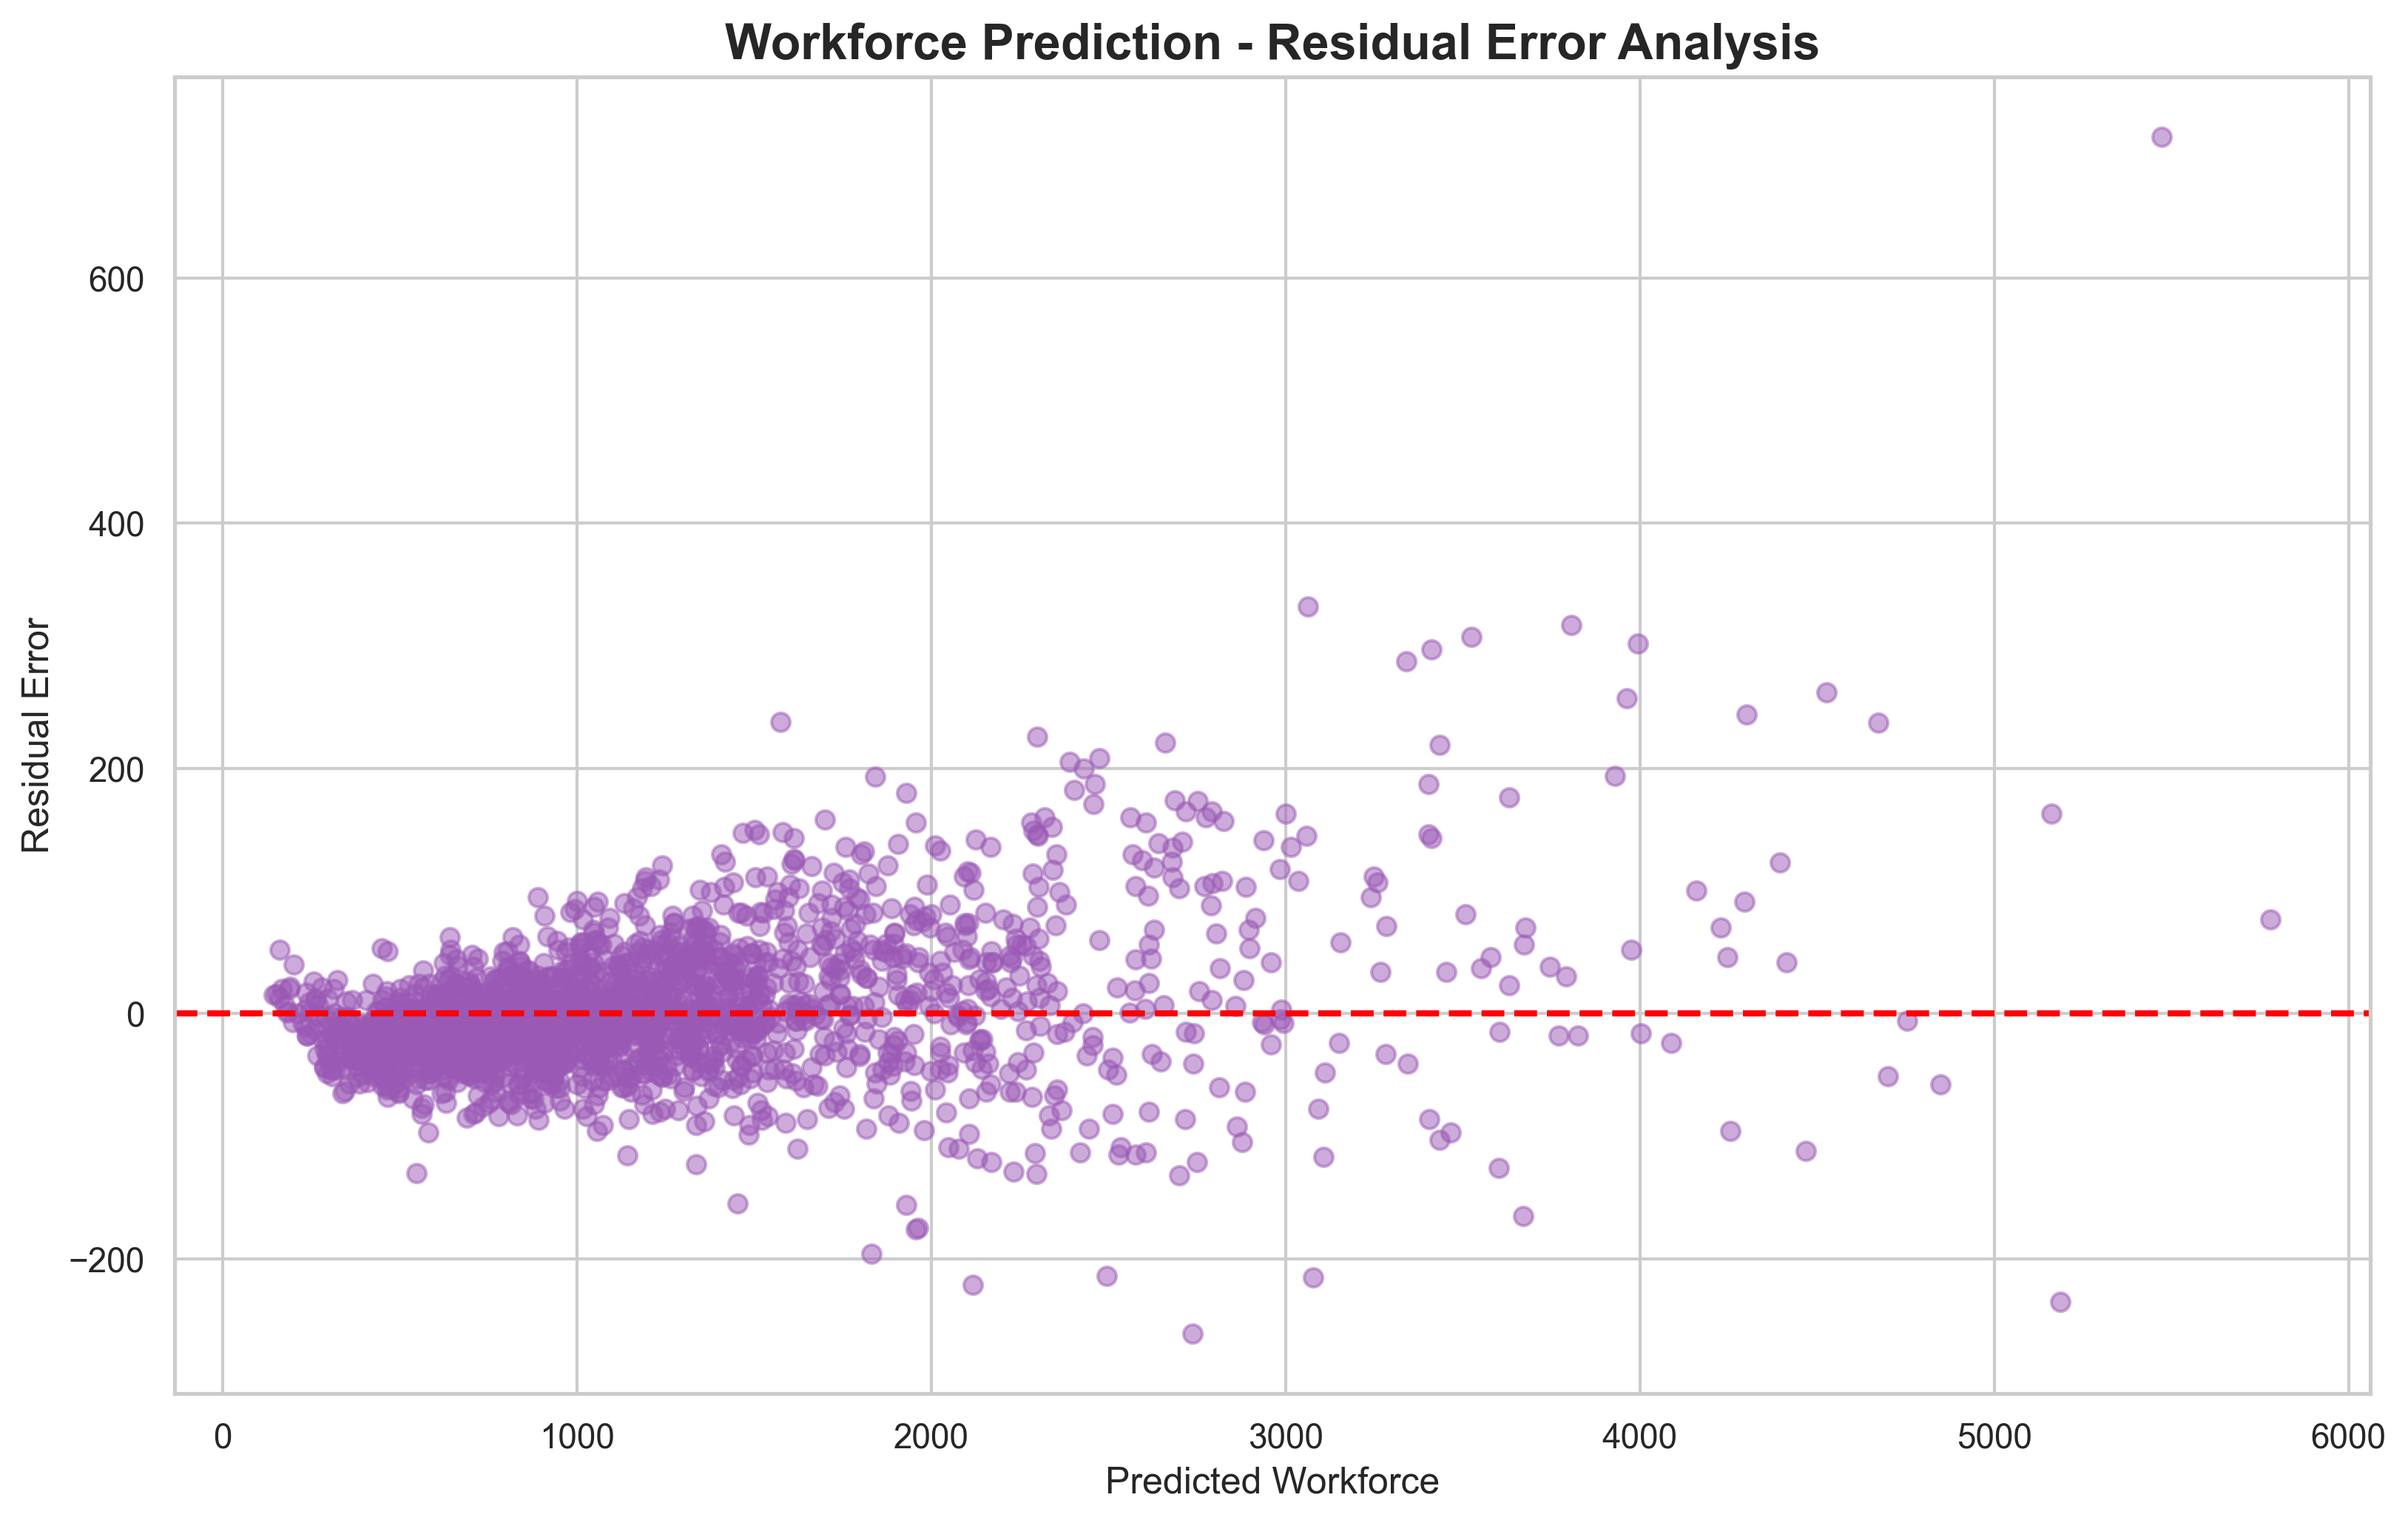 Workforce Prediction - Residual Error Analysis
Residual Error
600
400
200
0
−200
0 1000 2000 3000 4000 5000 6000
Predicted Workforce